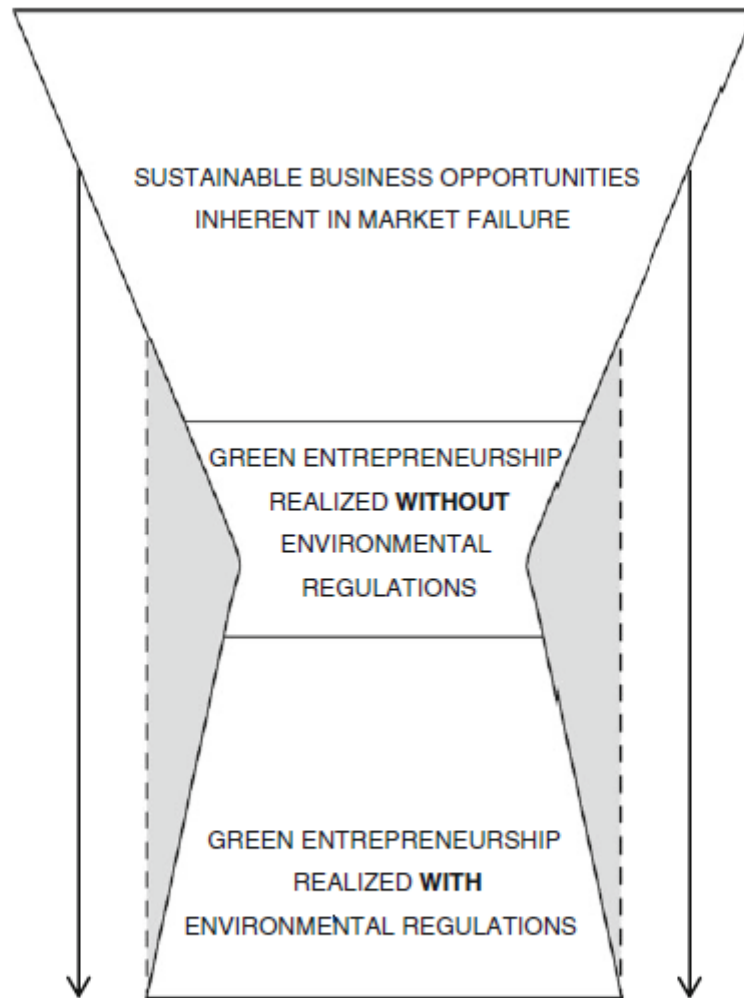 SUSTAINABLE BUSINESS OPPORTUNITIES
INHERENT IN MARKET FAILURE
GREEN ENTREPRENEURSHIP
REALIZED WITHOUT
ENVIRONMENTAL
REGULATIONS
GREEN ENTREPRENEURSHIP
REALIZED WITH
ENVIRONMENTAL REGULATIONS